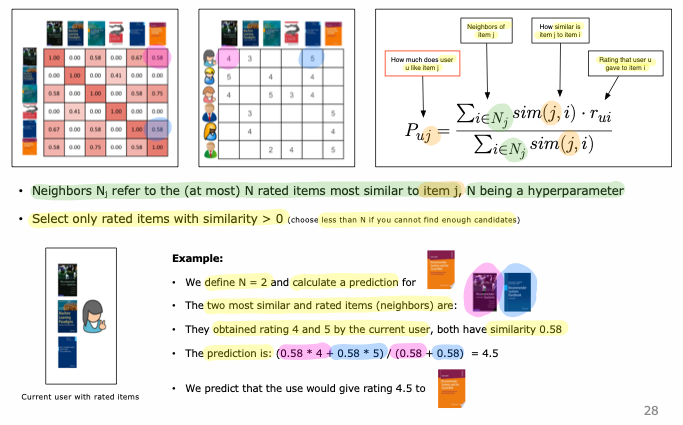 1.00 0.00 0.58 0.00 0.67 0.58
0.00 1.00 0.00 0.41 0.00 0.00
0.58 0.00 1.00 0.00 0.58 0.75
0.00 0.41 0.00 1.00 0.00 0.00
0.67 0.00 0.58 0.00 1.00 0.58
0.58 0.00 0.75 0.00 0.58 1.00
4 3 5
5 4 4
4 5 3 4
3 5
4 4
2 4 5
Neighbors of item j
How similar is item j to item i
How much does user u like item j
Rating that user u gave to item i
P_{uj} = \frac{\sum_{i \in N_j} sim(j, i) \cdot r_{ui}}{\sum_{i \in N_j} sim(j, i)}
• Neighbors Nj refer to the (at most) N rated items most similar to item j, N being a hyperparameter
• Select only rated items with similarity > 0 (choose less than N if you cannot find enough candidates)
Current user with rated items
Example:
• We define N = 2 and calculate a prediction for
• The two most similar and rated items (neighbors) are:
• They obtained rating 4 and 5 by the current user, both have similarity 0.58
• The prediction is: (0.58 * 4 + 0.58 * 5) / (0.58 + 0.58) = 4.5
• We predict that the use would give rating 4.5 to
28